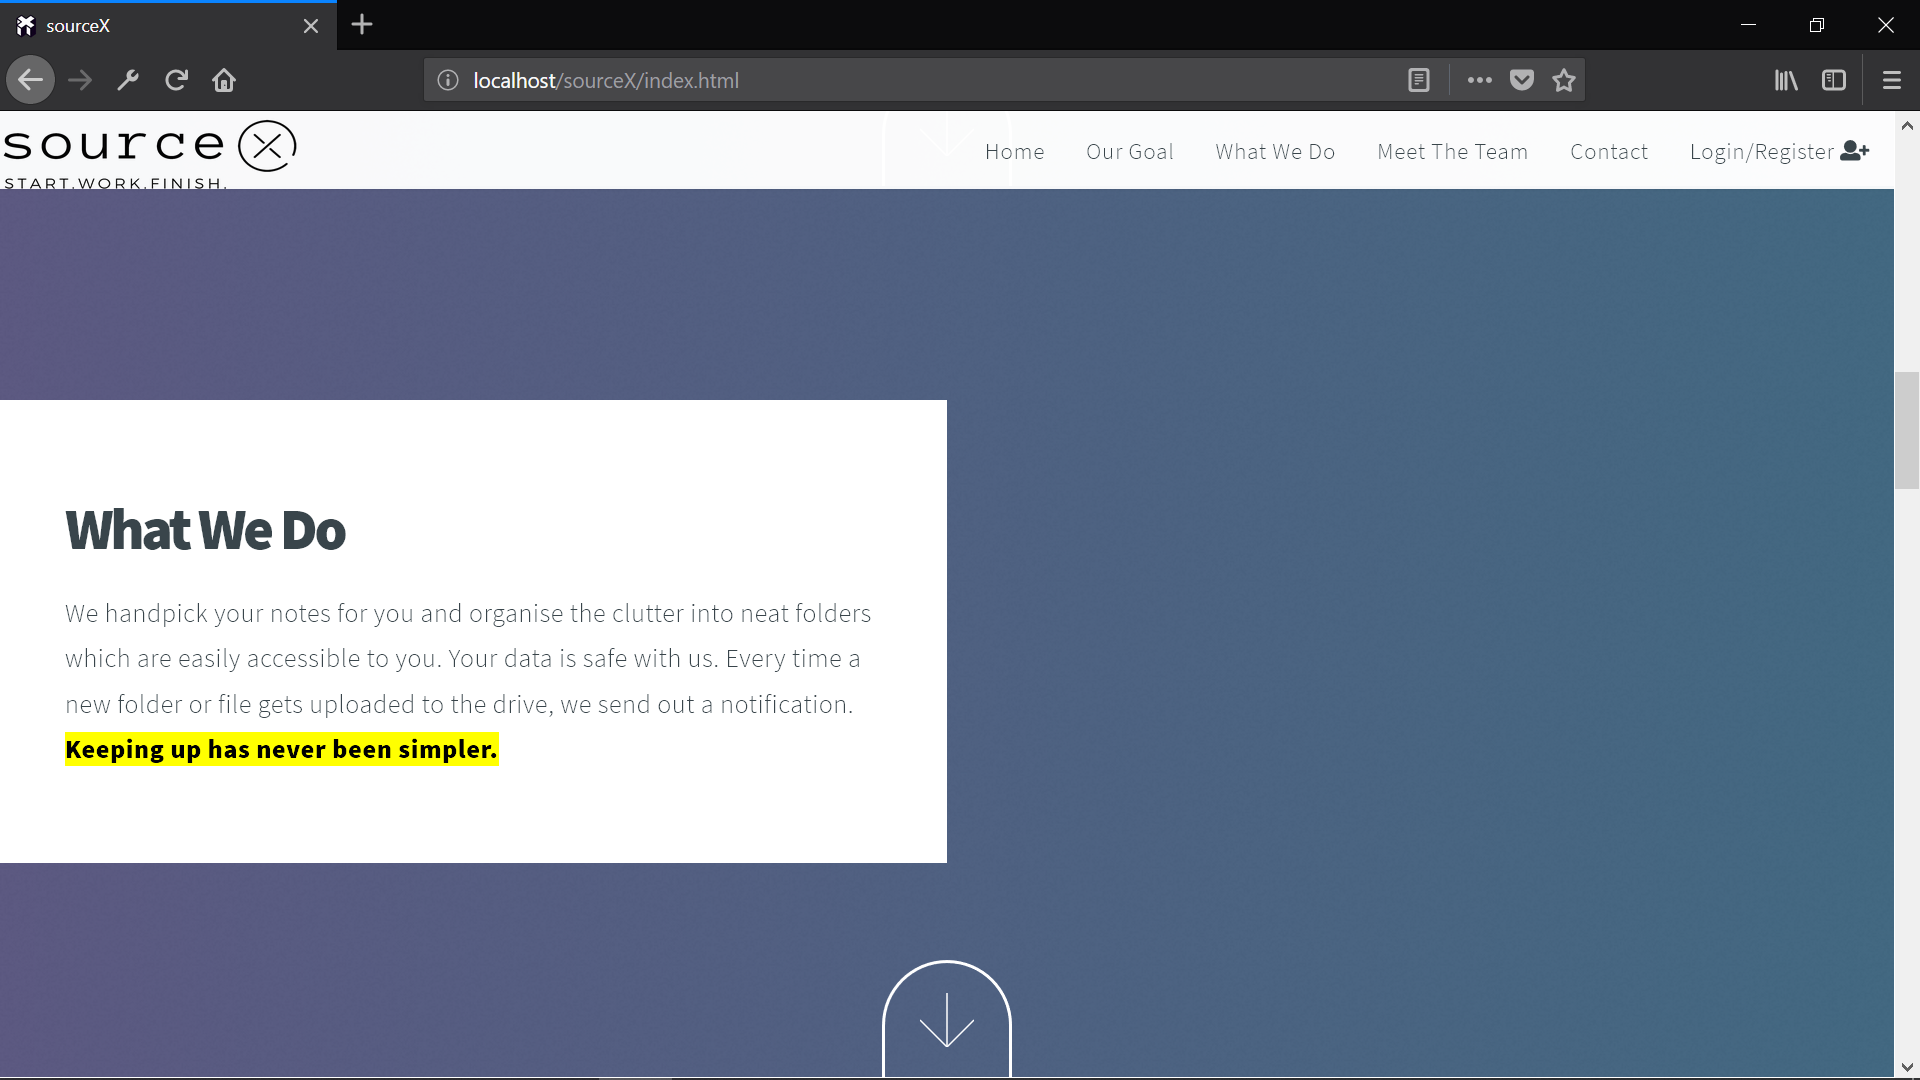 sourceX
localhost/sourceX/index.html
source X
START.WORK.FINISH.
Home Our Goal What We Do Meet The Team Contact Login/Register
What We Do
We handpick your notes for you and organise the clutter into neat folders
which are easily accessible to you. Your data is safe with us. Every time a
new folder or file gets uploaded to the drive, we send out a notification.
Keeping up has never been simpler.